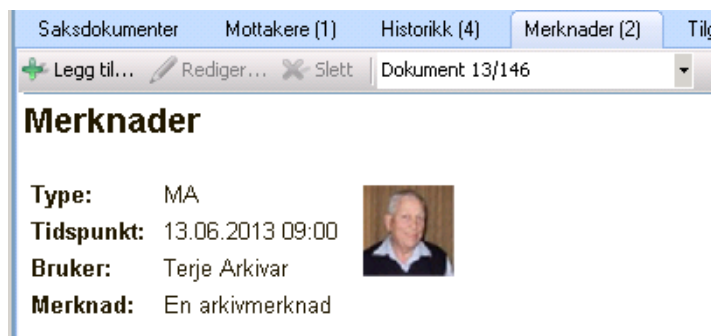 Saksdokumenter Mottakere (1) Historikk (4) Merknader (2)
Legg til... Rediger... Slett Dokument 13/146
Merknader
Type: MA
Tidspunkt: 13.06.2013 09:00
Bruker: Terje Arkivar
Merknad: En arkivmerknad